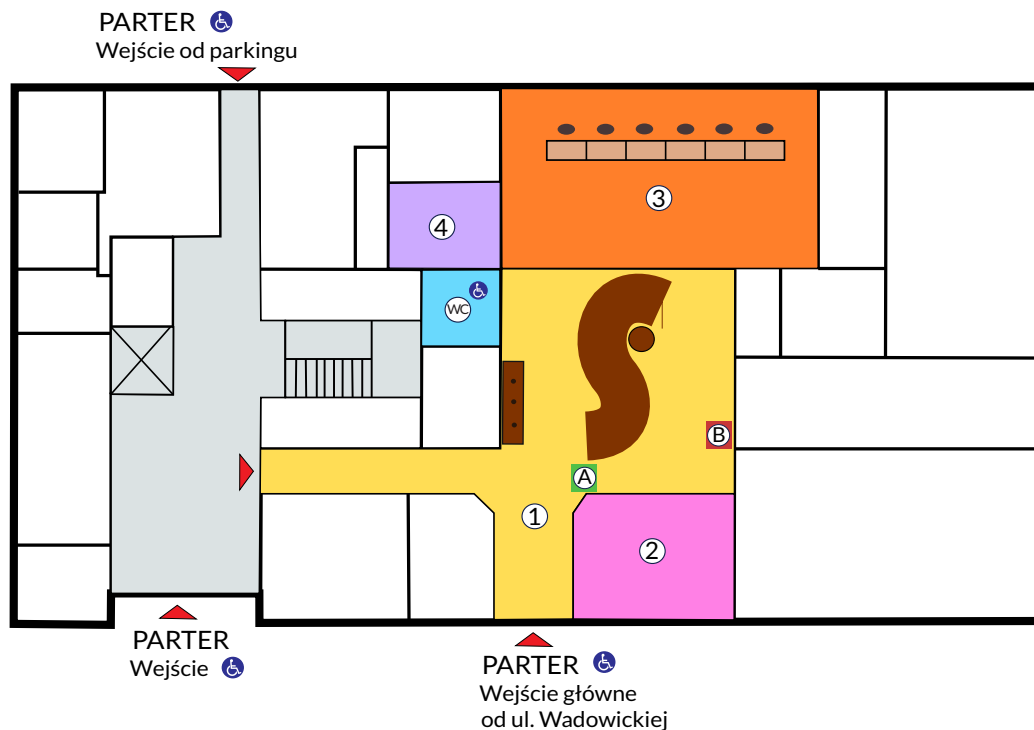 PARTER
Wejście od parkingu
3
4
WC
B
A
1
2
PARTER
Wejście
PARTER
Wejście główne
od ul. Wadowickiej